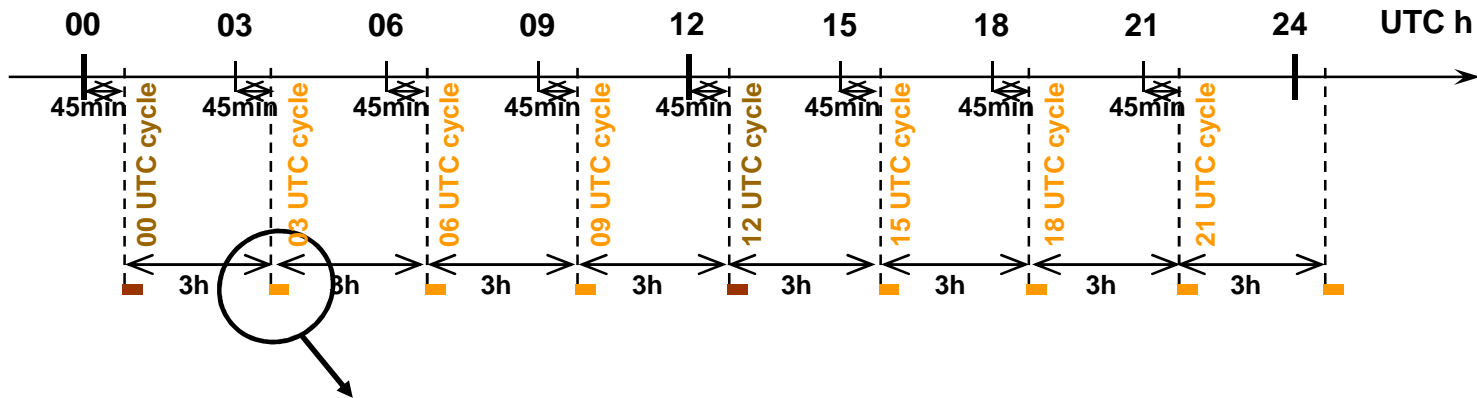 00 03 06 09 12 15 18 21 24 UTC h
45min 45min 45min 45min 45min 45min 45min 45min
00 UTC cycle
03 UTC cycle
06 UTC cycle
09 UTC cycle
12 UTC cycle
15 UTC cycle
18 UTC cycle
21 UTC cycle
3h 3h 3h 3h 3h 3h 3h 3h